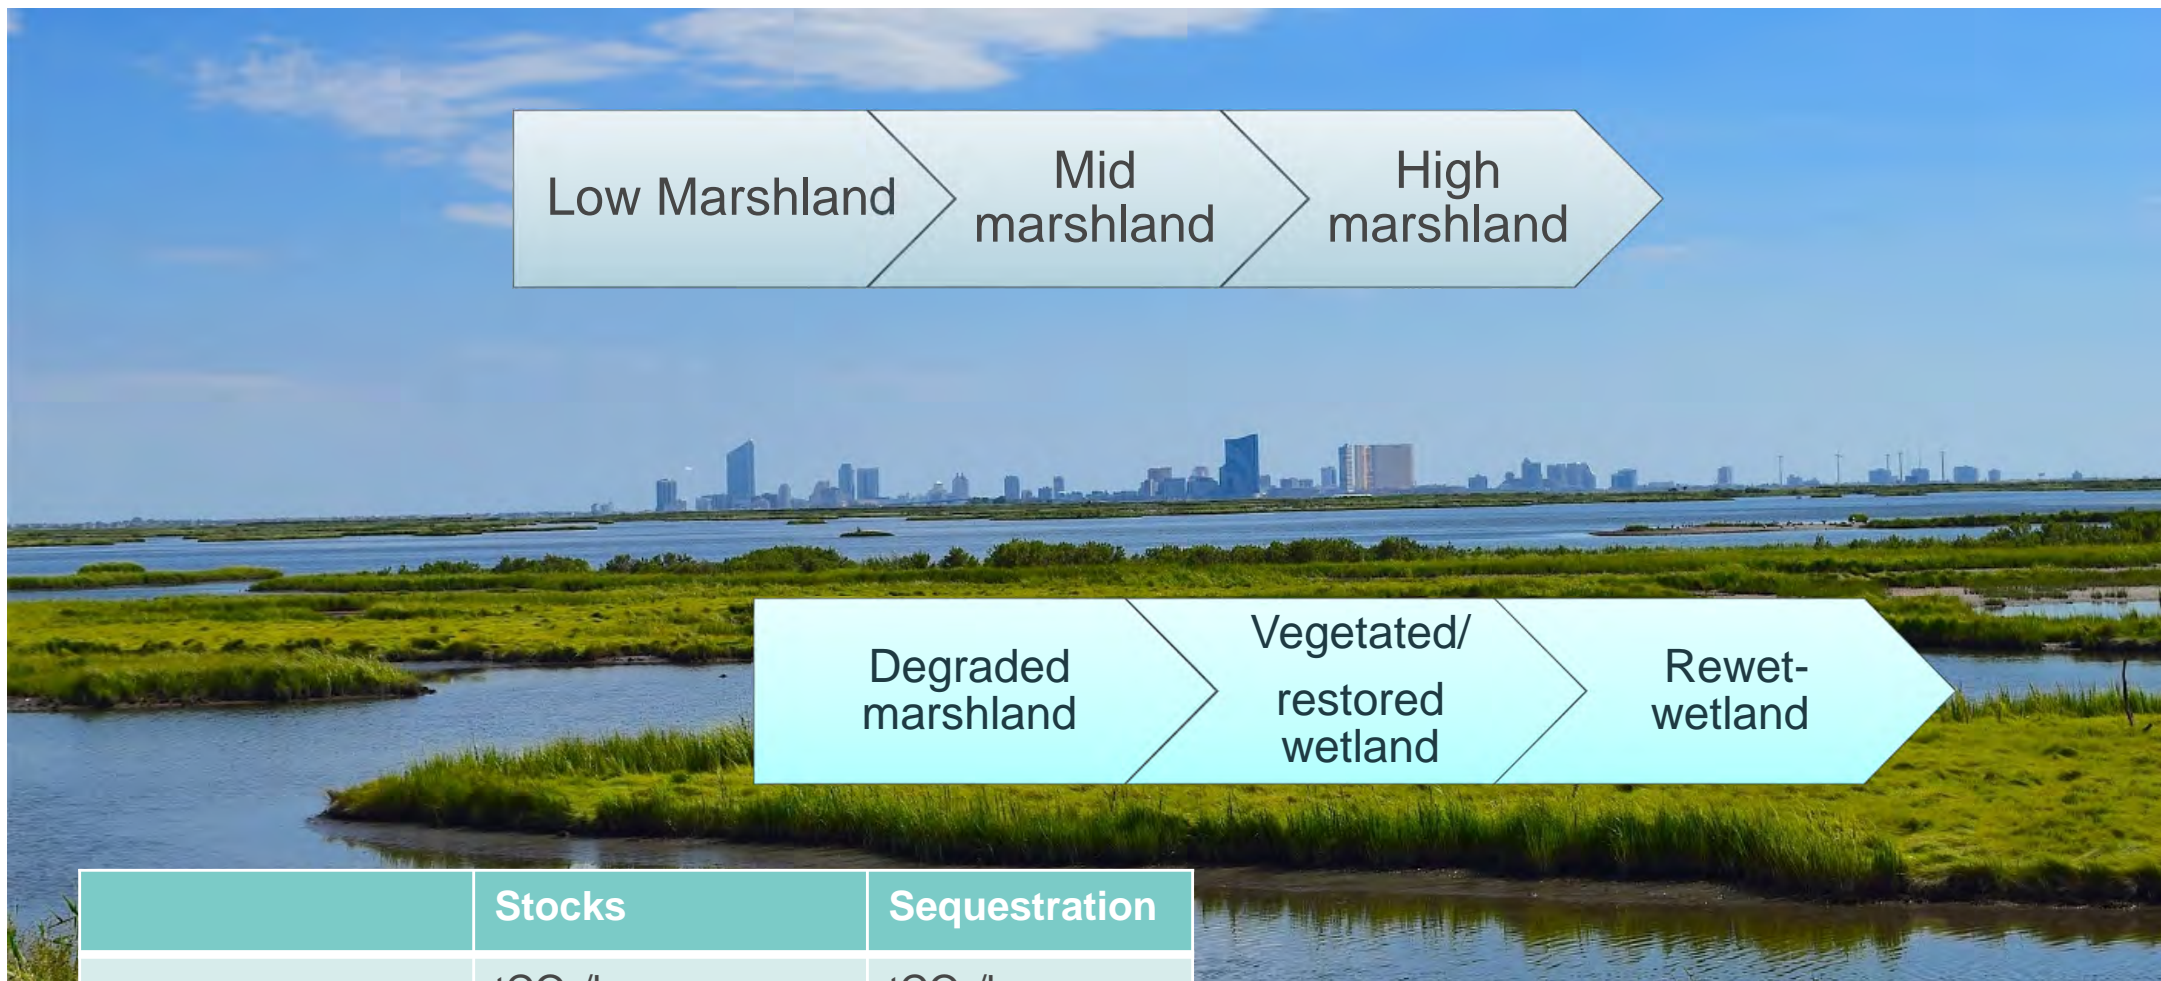 Low Marshland
Mid
marshland
High
marshland
Degraded
marshland
Vegetated/
restored
wetland
Rewet-
wetland
Stocks
Sequestration